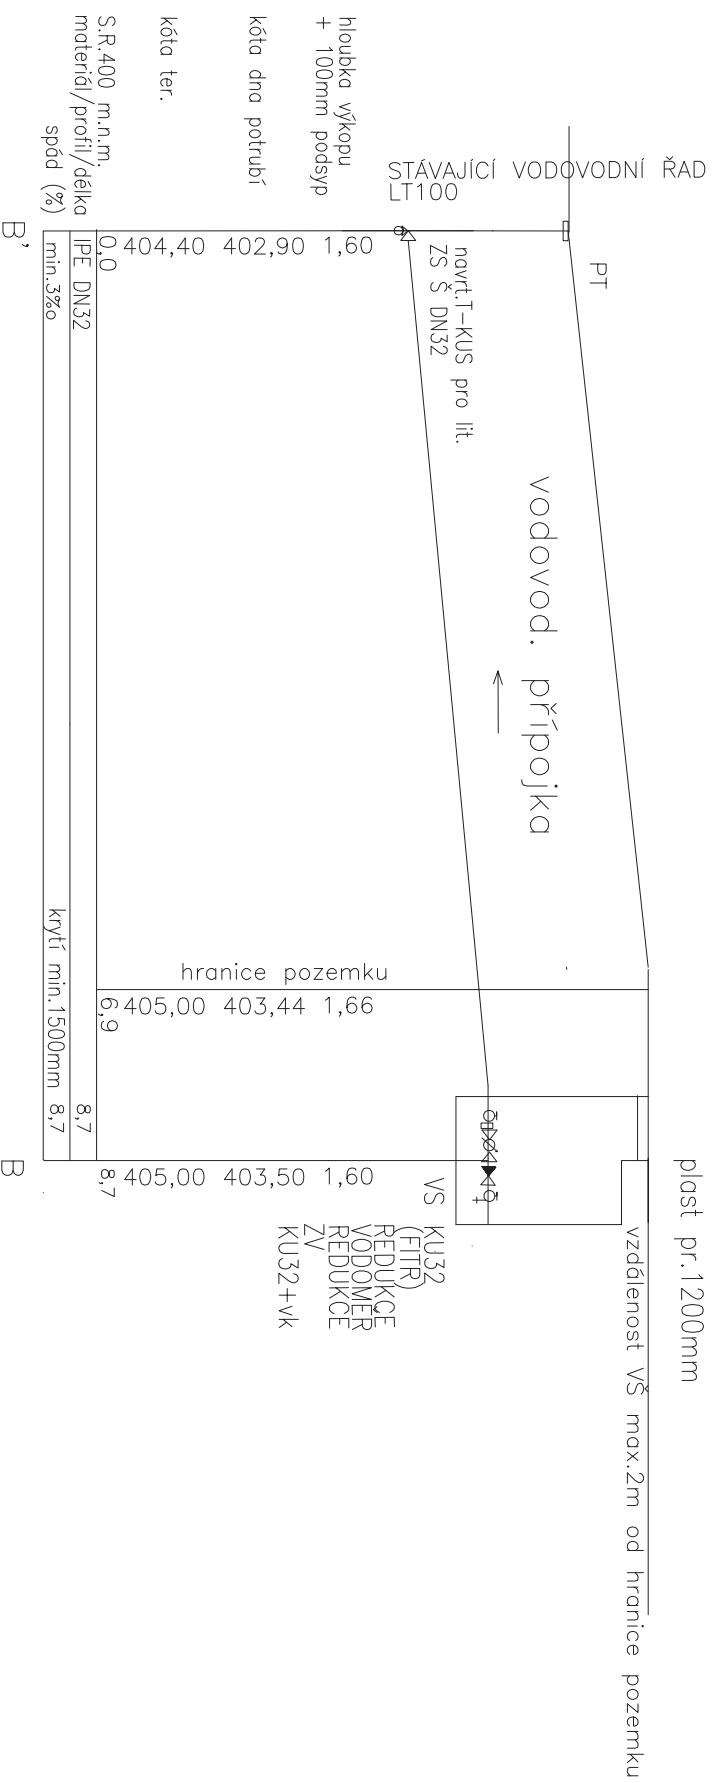 plast pr.1200mm
vzdálenost VŠ max.2m od hranice pozemku
STÁVAJÍCÍ VODOVODNÍ ŘAD
LT100
PT
vodovod. přípojka
navrt.T-KUS pro lit.
ZS Š DN32
VS
KU32
(FITR)
REDUKCE
VODOMER
REDUKCE
ZV
KU32+vk
hranice pozemku
hloubka výkopu
+ 100mm podsyp
1,60
1,66
1,60
kóta dna potrubí
402,90
403,44
403,50
kóta ter.
404,40
405,00
405,00
S.R.400 m.n.m.
0,0
6,9
8,7
materiál/profil/délka
IPE DN32
8,7
spád (%)
min.3%o
krytí min.1500mm
8,7
B'
B